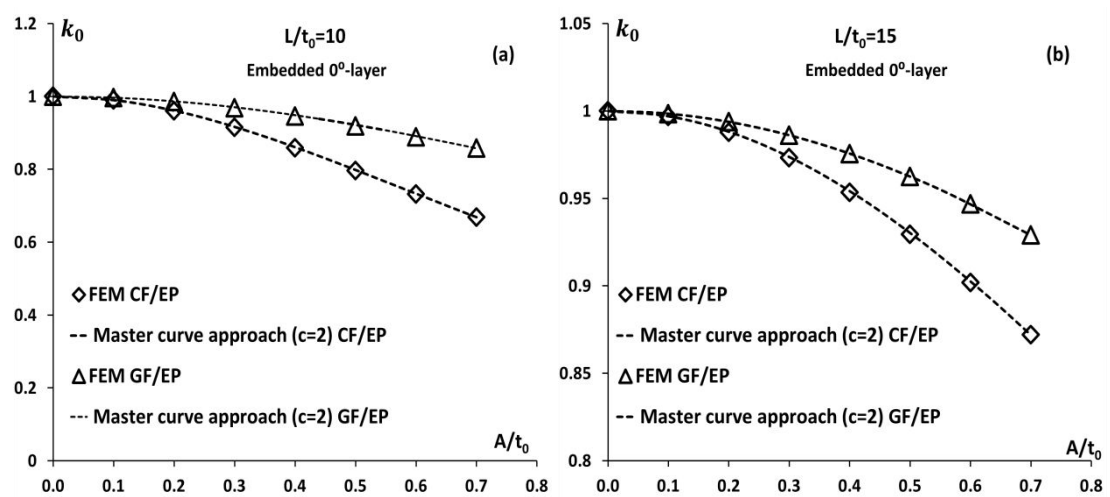 1.2
k₀
L/t₀=10
(a)
Embedded 0⁰-layer
1
0.8
0.6
0.4
0.2
0
FEM CF/EP
Master curve approach (c=2) CF/EP
FEM GF/EP
Master curve approach (c=2) GF/EP
A/t₀
0.0 0.1 0.2 0.3 0.4 0.5 0.6 0.7 0.8
1.05
k₀
L/t₀=15
(b)
Embedded 0⁰-layer
1
0.95
0.9
0.85
0.8
FEM CF/EP
Master curve approach (c=2) CF/EP
FEM GF/EP
Master curve approach (c=2) GF/EP
A/t₀
0.0 0.1 0.2 0.3 0.4 0.5 0.6 0.7 0.8